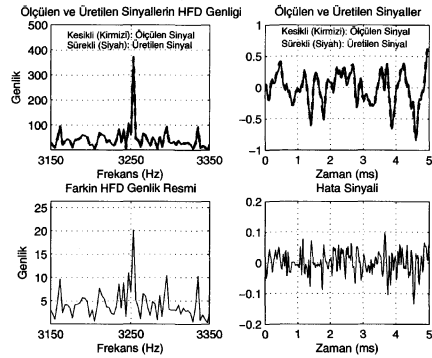 Ölçülen ve Üretilen Sinyallerin HFD Genligi
Kesikli (Kirmizi): Ölçülen Sinyal
Sürekli (Siyah): Üretilen Sinyal
Genlik
500
400
300
200
100
3150
3250
3350
Frekans (Hz)
Ölçülen ve Üretilen Sinyaller
Kesikli (Kirmizi): Ölçülen Sinyal
Sürekli (Siyah): Üretilen Sinyal
1
0.5
0
-0.5
-1
0
1
2
3
4
5
Zaman (ms)
Farkin HFD Genlik Resmi
Genlik
25
20
15
10
5
3150
3250
3350
Frekans (Hz)
Hata Sinyali
0.2
0.1
0
-0.1
-0.2
0
1
2
3
4
5
Zaman (ms)